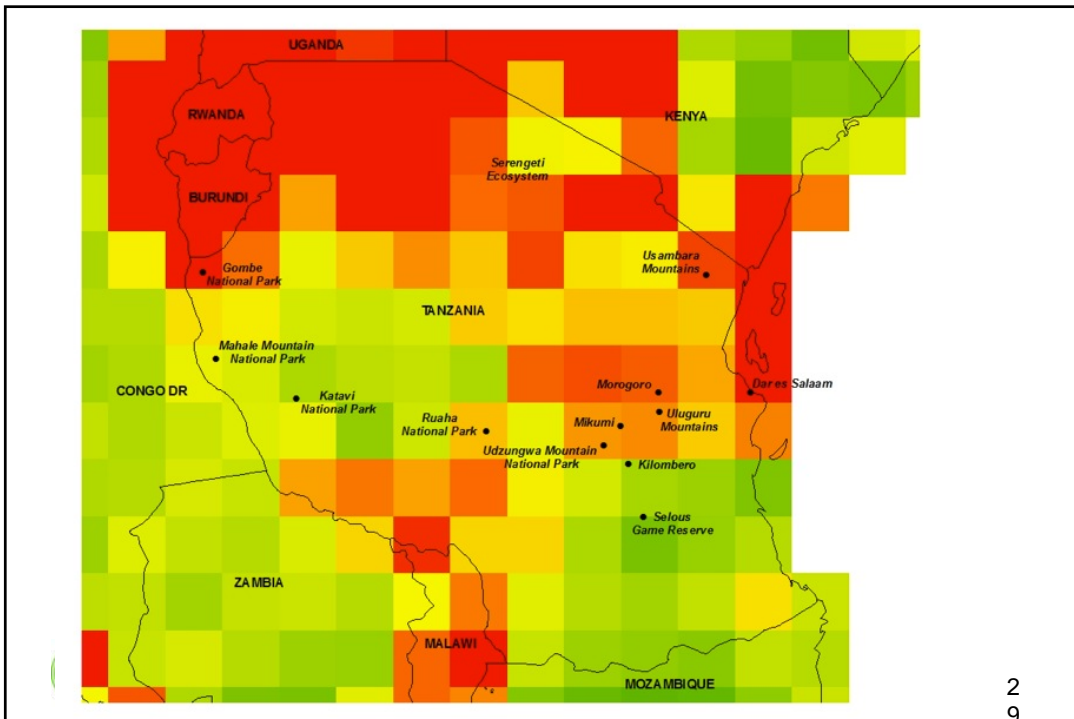 UGANDA
RWANDA
KENYA
Serengeti
Ecosystem
BURUNDI
Gombe
National Park
Usambara
Mountains
TANZANIA
Mahale Mountain
National Park
CONGO DR
Katavi
National Park
Morogoro
Dar es Salaam
Ruaha
National Park
Mikumi
Uluguru
Mountains
Udzungwa Mountain
National Park
Kilombero
Selous
Game Reserve
ZAMBIA
MALAWI
MOZAMBIQUE
2
9